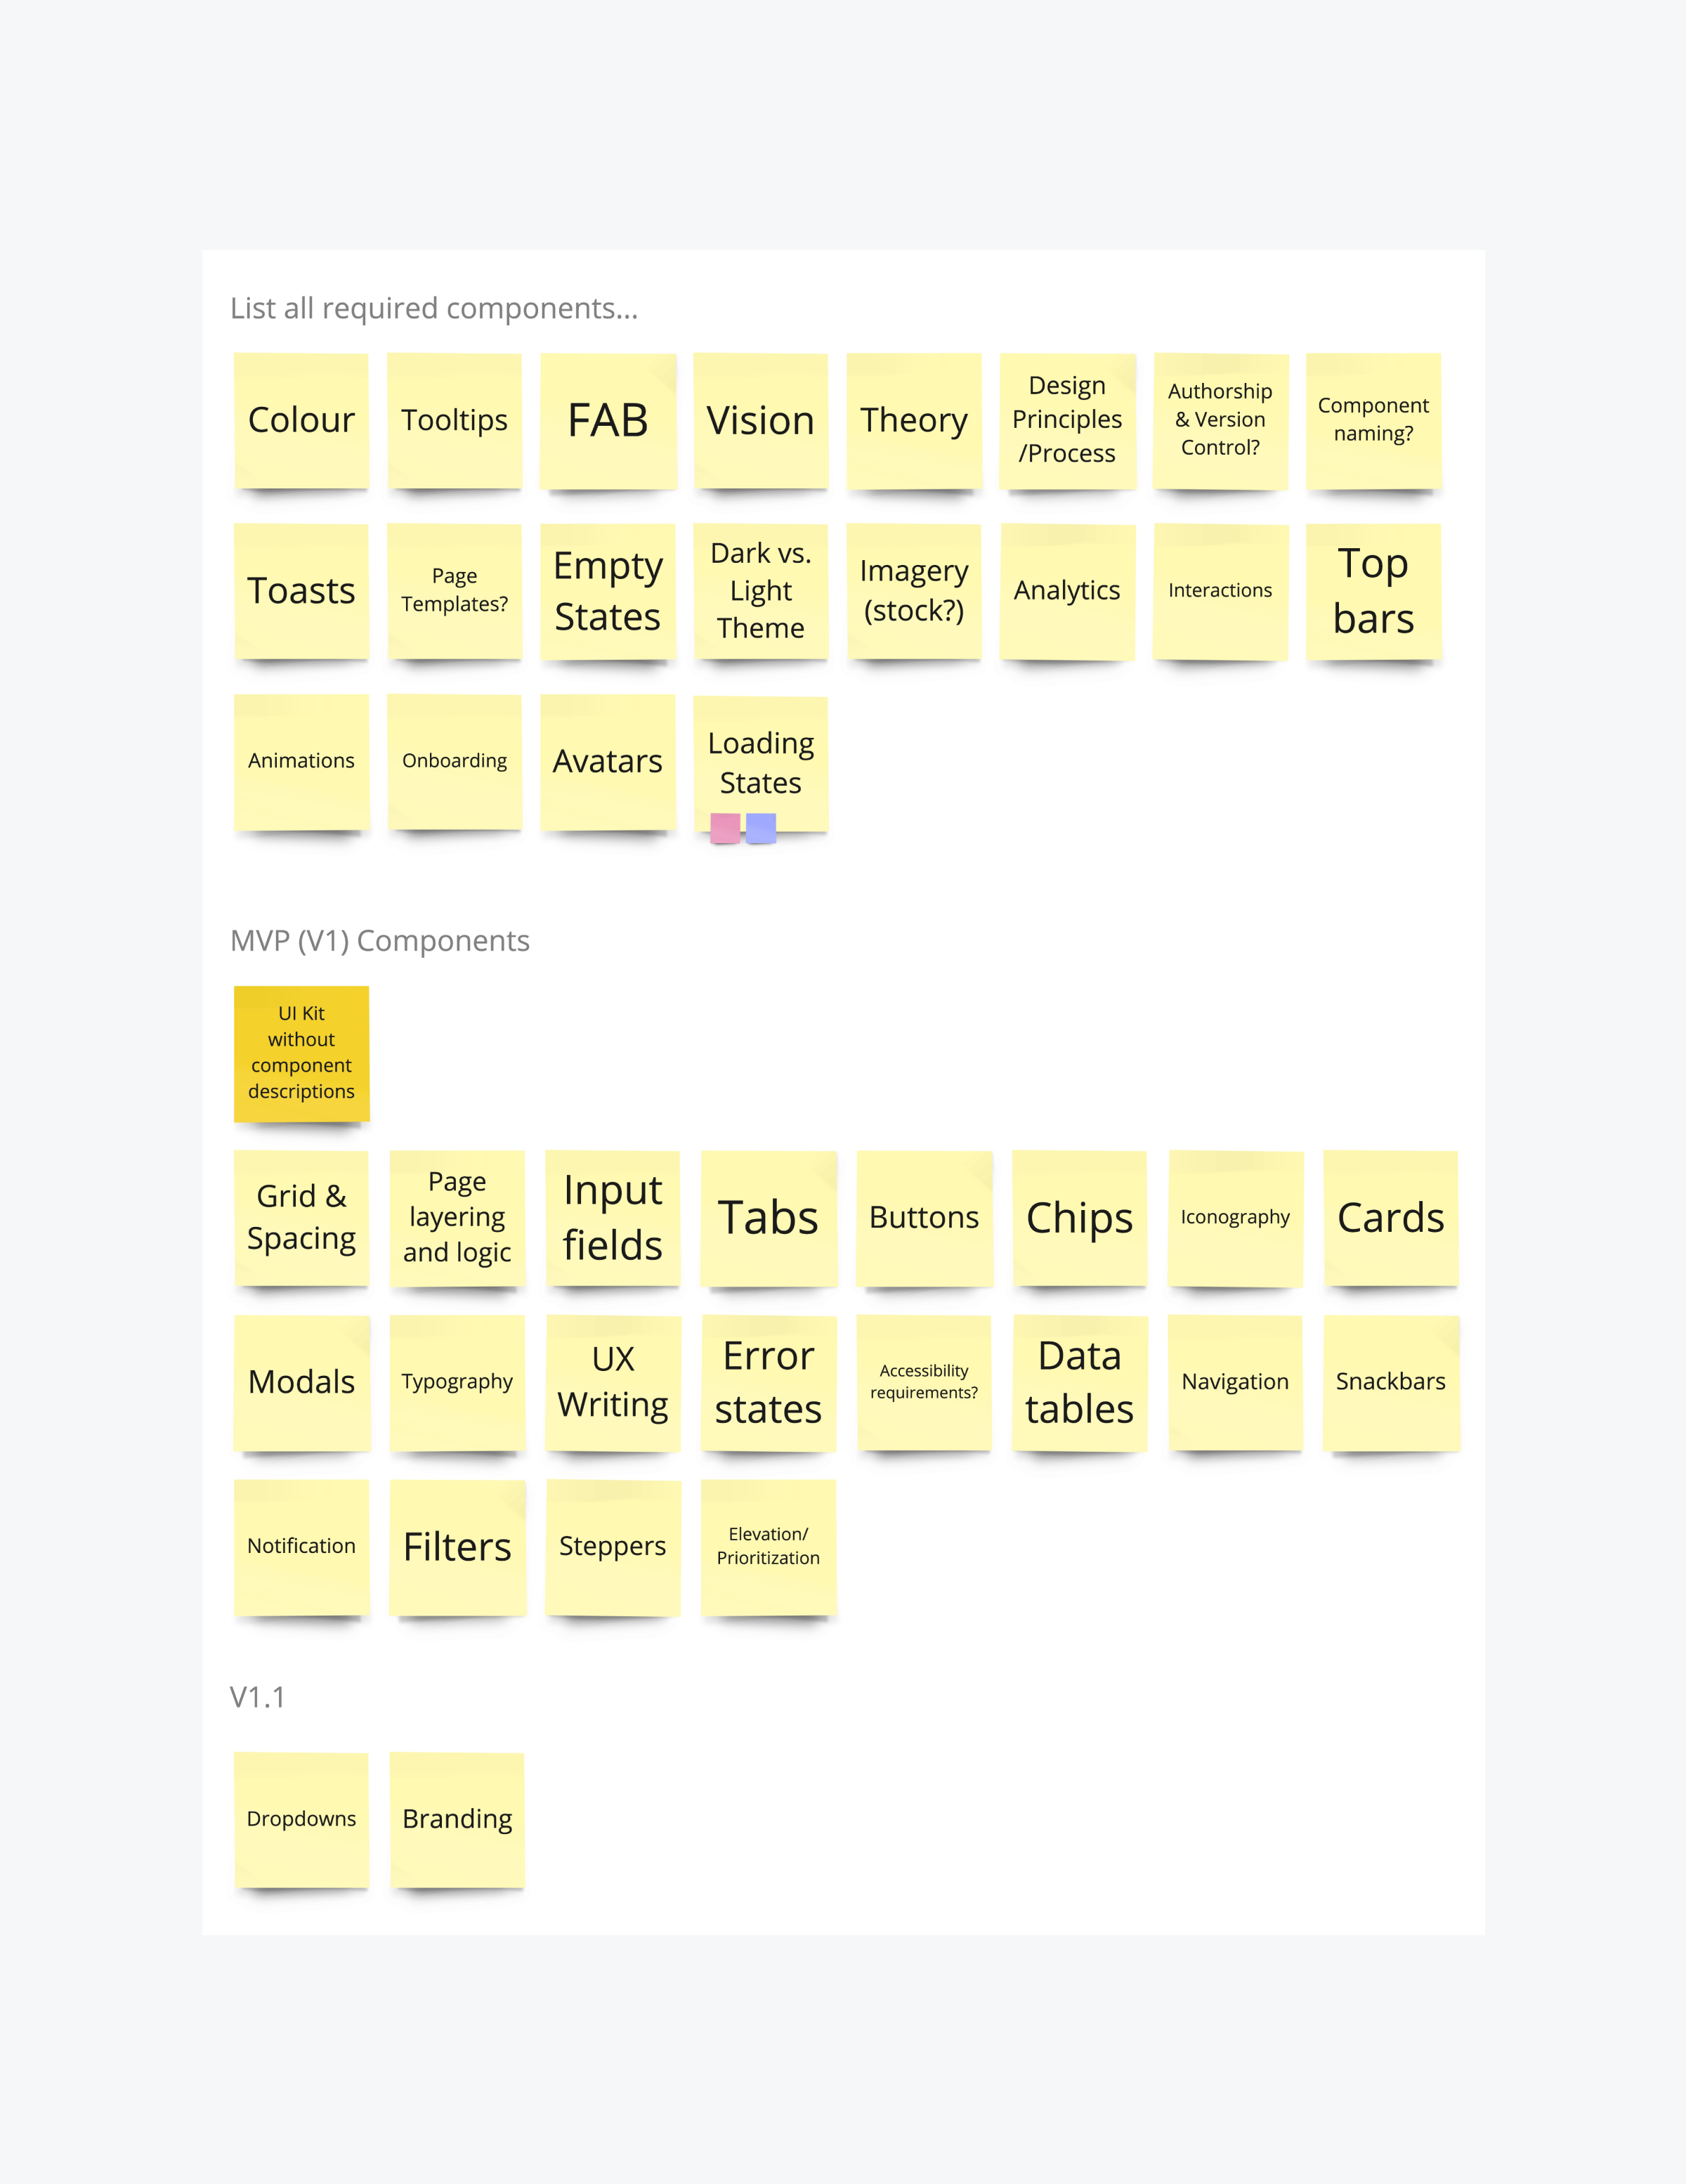 List all required components...
Colour
Tooltips
FAB
Vision
Theory
Design
Principles
/Process
Authorship
& Version
Control?
Component
naming?
Toasts
Page
Templates?
Empty
States
Dark vs.
Light
Theme
Imagery
(stock?)
Analytics
Interactions
Top
bars
Animations
Onboarding
Avatars
Loading
States
MVP (V1) Components
UI Kit
without
component
descriptions
Grid &
Spacing
Page
layering
and logic
Input
fields
Tabs
Buttons
Chips
Iconography
Cards
Modals
Typography
UX
Writing
Error
states
Accessibility
requirements?
Data
tables
Navigation
Snackbars
Notification
Filters
Steppers
Elevation/
Prioritization
V1.1
Dropdowns
Branding